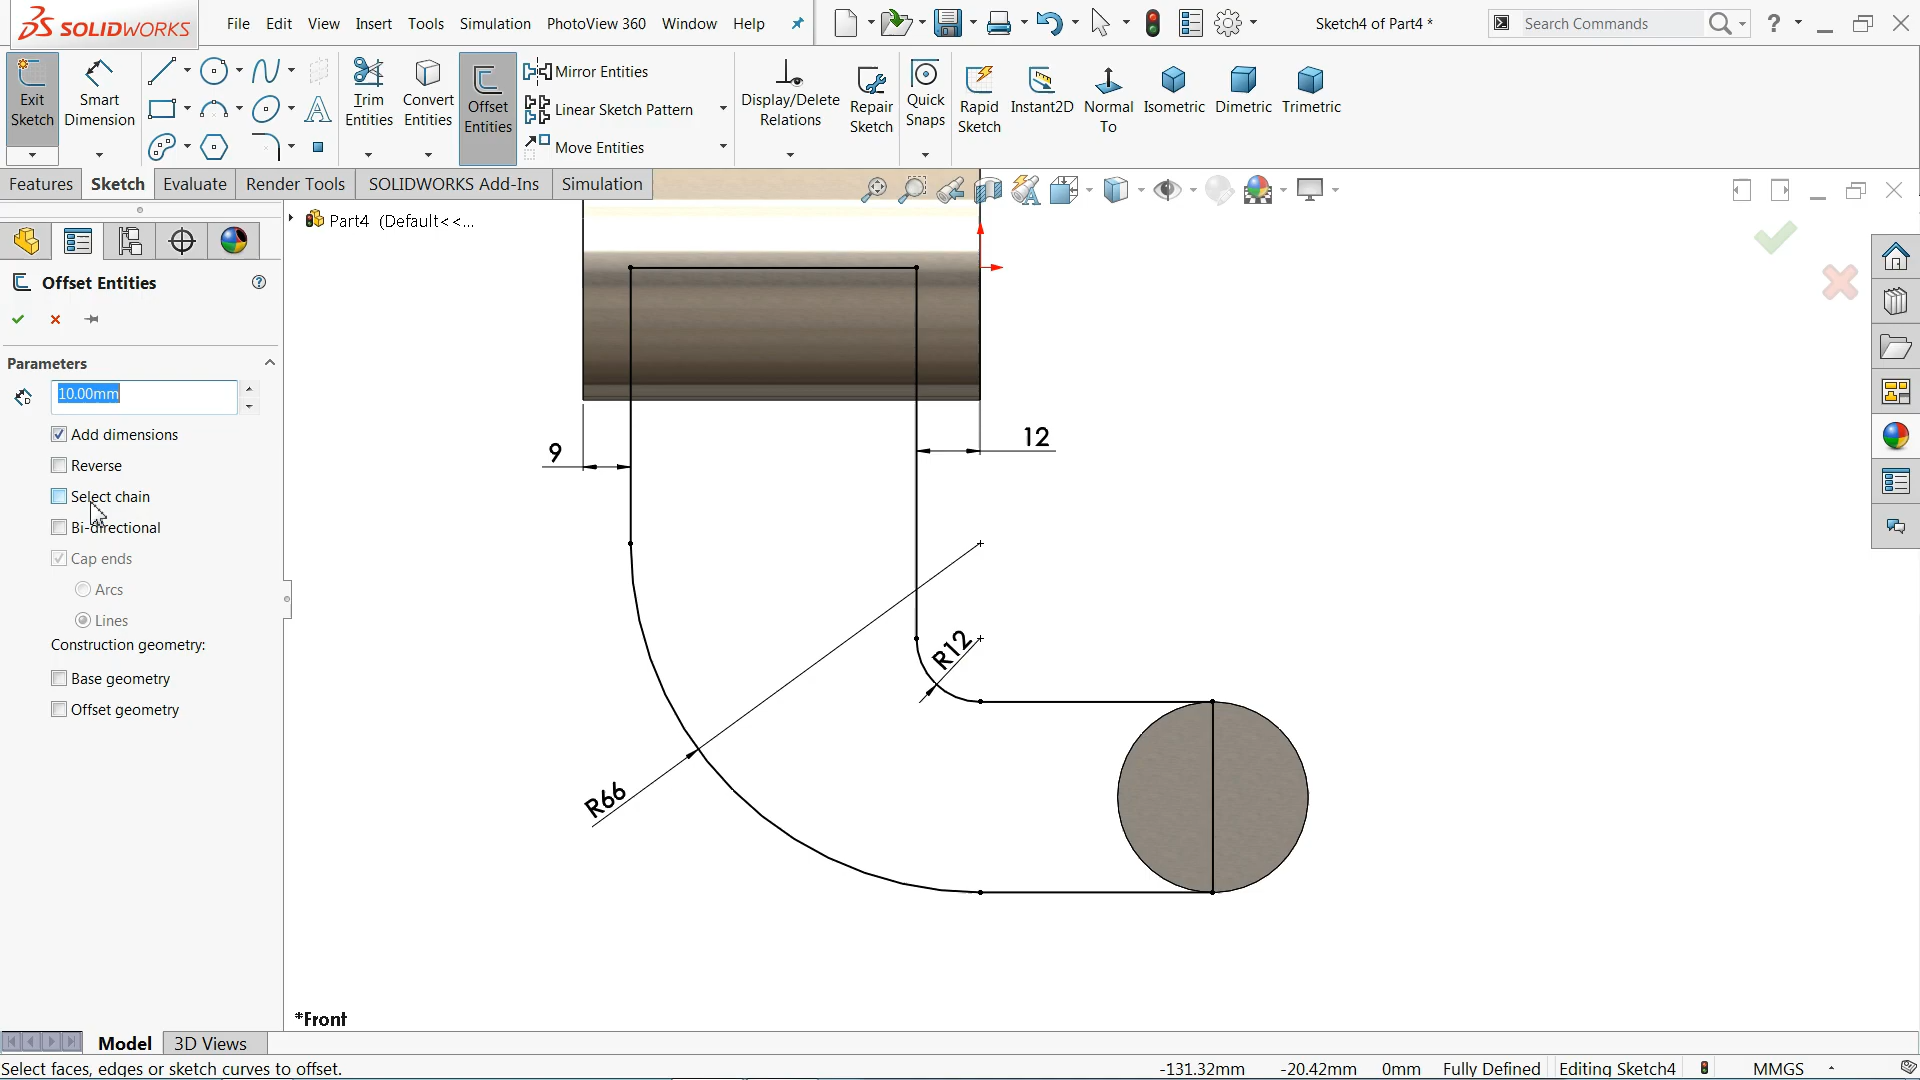 SOLIDWORKS
File Edit View Insert Tools Simulation PhotoView 360 Window Help
Sketch4 of Part4 *
Search Commands
Exit Sketch
Smart Dimension
Trim Entities
Convert Entities
Offset Entities
Mirror Entities
Linear Sketch Pattern
Move Entities
Display/Delete Relations
Repair Sketch
Quick Snaps
Rapid Sketch
Instant2D
Normal To
Isometric
Dimetric
Trimetric
Features Sketch Evaluate Render Tools SOLIDWORKS Add-Ins Simulation
Part4 (Default<<...
Offset Entities
Parameters
10.00mm
Add dimensions
Reverse
Select chain
Bi-directional
Cap ends
Arcs
Lines
Construction geometry:
Base geometry
Offset geometry
9
12
R12
R66
*Front
Model 3D Views
Select faces, edges or sketch curves to offset.
-131.32mm -20.42mm 0mm Fully Defined Editing Sketch4 MMGS